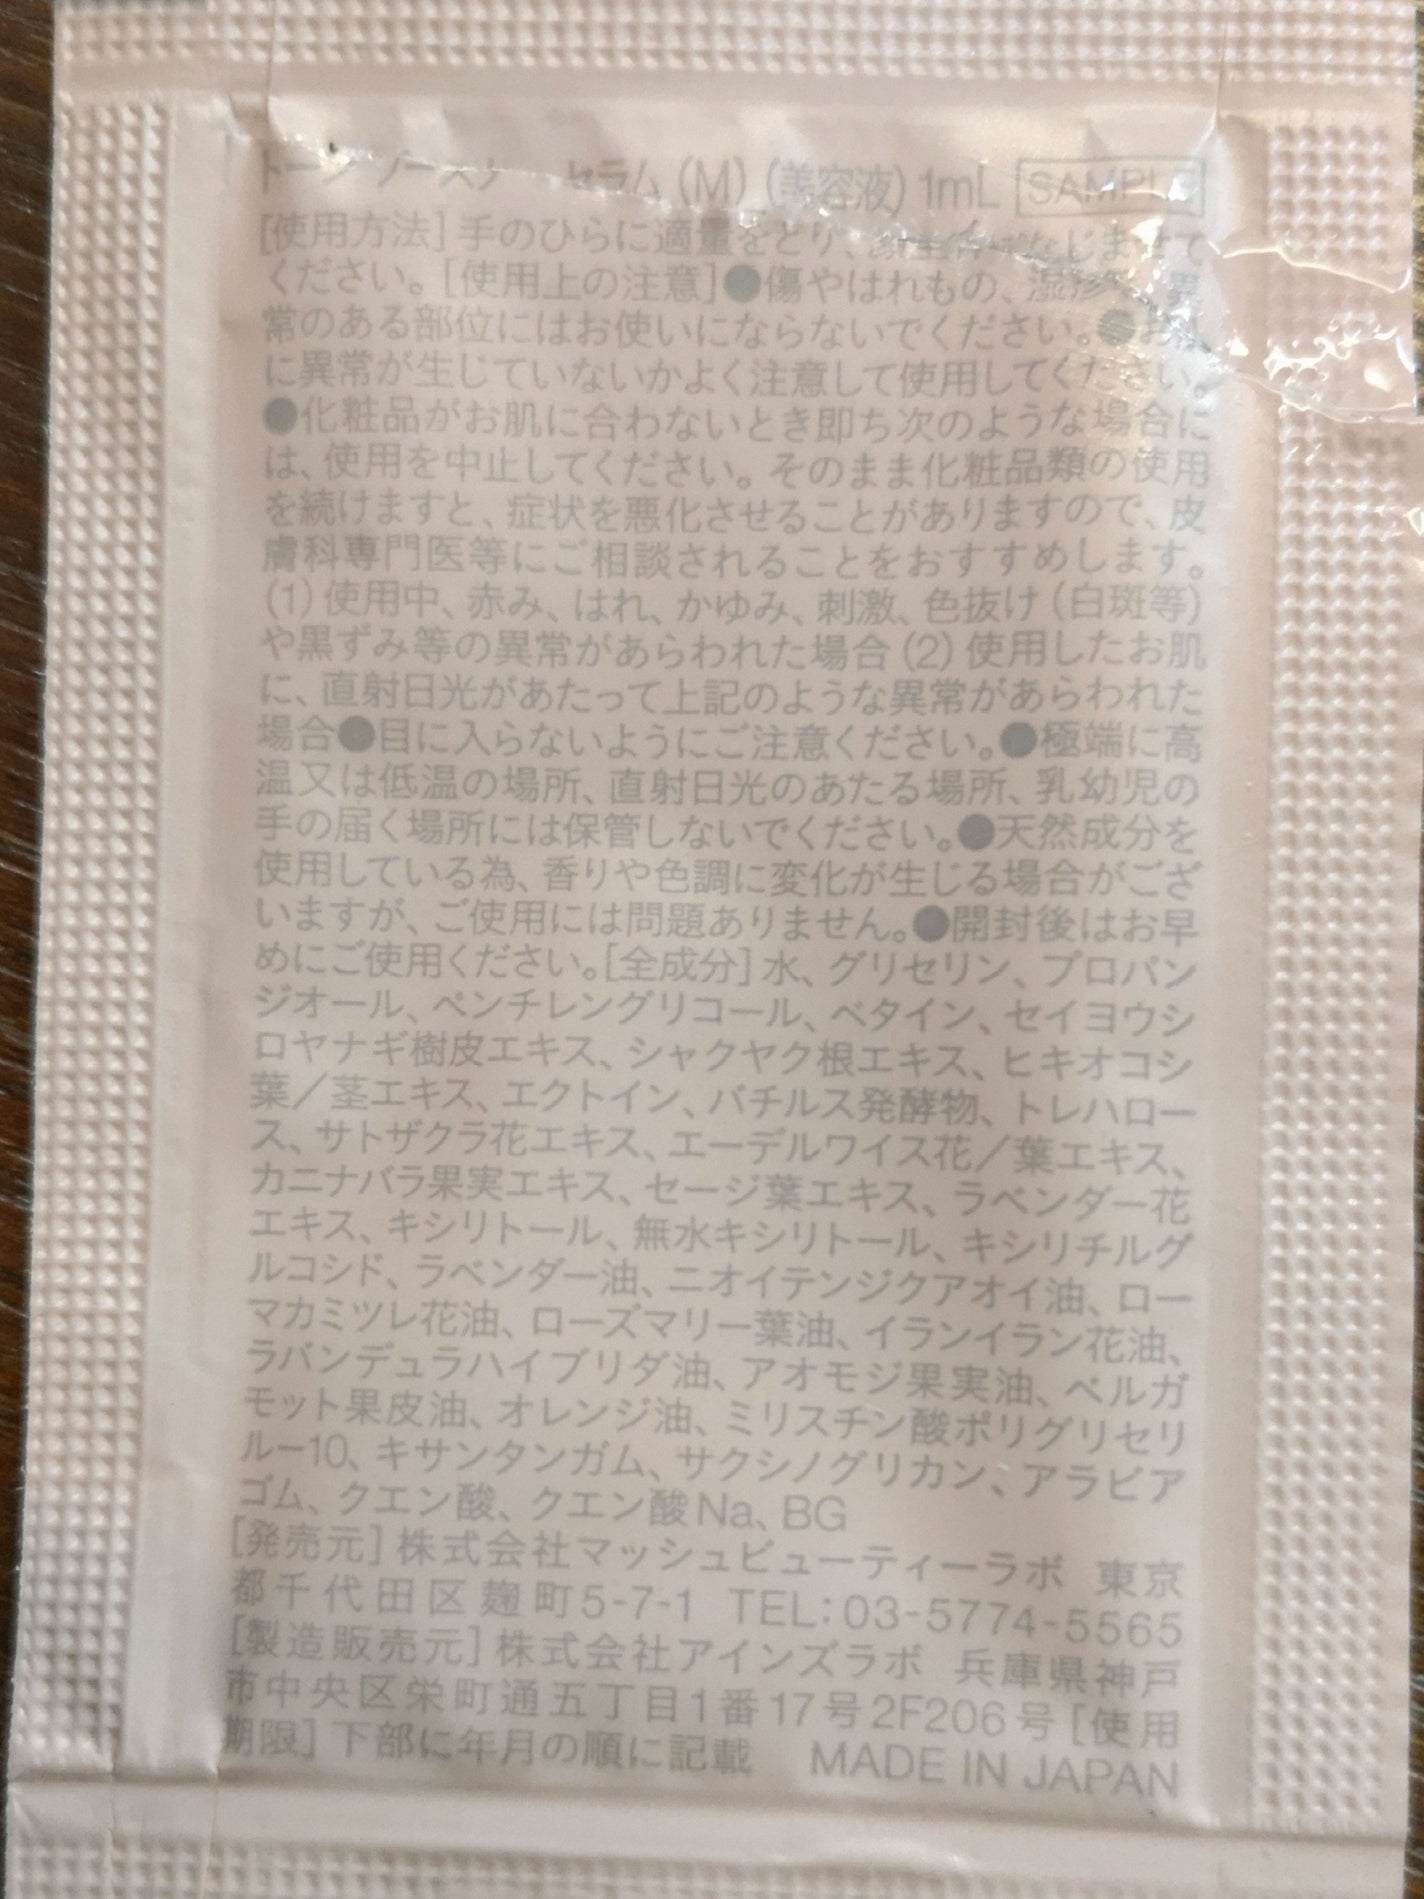 セラム(M)(美容液)1mL SAMPLE
[使用方法]手のひらに適量をとり、なじませて
ください。[使用上の注意]●傷やはれもの、湿疹
常のある部位にはお使いにならないでください。●お肌
に異常が生じていないかよく注意して使用してください。
●化粧品がお肌に合わないとき即ち次のような場合に
は、使用を中止してください。そのまま化粧品類の使用
を続けますと、症状を悪化させることがありますので、皮
膚科専門医等にご相談されることをおすすめします。
(1)使用中、赤み、はれ、かゆみ、刺激、色抜け(白斑等)
や黒ずみ等の異常があらわれた場合(2)使用したお肌
に、直射日光があたって上記のような異常があらわれた
場合●目に入らないようにご注意ください。●極端に高
温又は低温の場所、直射日光のあたる場所、乳幼児の
手の届く場所には保管しないでください。●天然成分を
使用している為、香りや色調に変化が生じる場合がござ
いますが、ご使用には問題ありません。●開封後はお早
めにご使用ください。[全成分]水、グリセリン、プロパン
ジオール、ペンチレングリコール、ベタイン、セイヨウシ
ロヤナギ樹皮エキス、シャクヤク根エキス、ヒキオコシ
葉／茎エキス、エクトイン、バチルス発酵物、トレハロー
ス、サトザクラ花エキス、エーデルワイス花／葉エキス、
カニナバラ果実エキス、セージ葉エキス、ラベンダー花
エキス、キシリトール、無水キシリトール、キシリチルグ
ルコシド、ラベンダー油、ニオイテンジクアオイ油、ロー
マカミツレ花油、ローズマリー葉油、イランイラン花油、
ラバンデュラハイブリダ油、アオモジ果実油、ベルガ
モット果皮油、オレンジ油、ミリスチン酸ポリグリセリ
ル－10、キサンタンガム、サクシノグリカン、アラビア
ゴム、クエン酸、クエン酸Na、BG
[発売元]株式会社マッシュビューティーラボ 東京
都千代田区麹町5-7-1 TEL:03-5774-5565
[製造販売元]株式会社アインズラボ 兵庫県神戸
市中央区栄町通五丁目1番17号2F206号[使用
期限]下部に年月の順に記載 MADE IN JAPAN